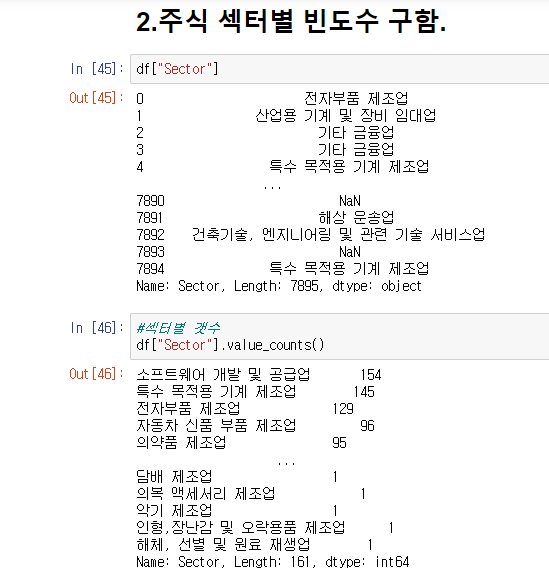 2.주식 섹터별 빈도수 구함.
In [45]: df["Sector"]
Out[45]: 0 전자부품 제조업
1 산업용 기계 및 장비 임대업
2 기타 금융업
3 기타 금융업
4 특수 목적용 기계 제조업
...
7890 NaN
7891 해상 운송업
7892 건축기술, 엔지니어링 및 관련 기술 서비스업
7893 NaN
7894 특수 목적용 기계 제조업
Name: Sector, Length: 7895, dtype: object
In [46]: #섹터별 갯수
df["Sector"].value_counts()
Out[46]: 소프트웨어 개발 및 공급업 154
특수 목적용 기계 제조업 145
전자부품 제조업 129
자동차 신품 부품 제조업 96
의약품 제조업 95
...
담배 제조업 1
의복 액세서리 제조업 1
악기 제조업 1
인형,장난감 및 오락용품 제조업 1
해체, 선별 및 원료 재생업 1
Name: Sector, Length: 161, dtype: int64